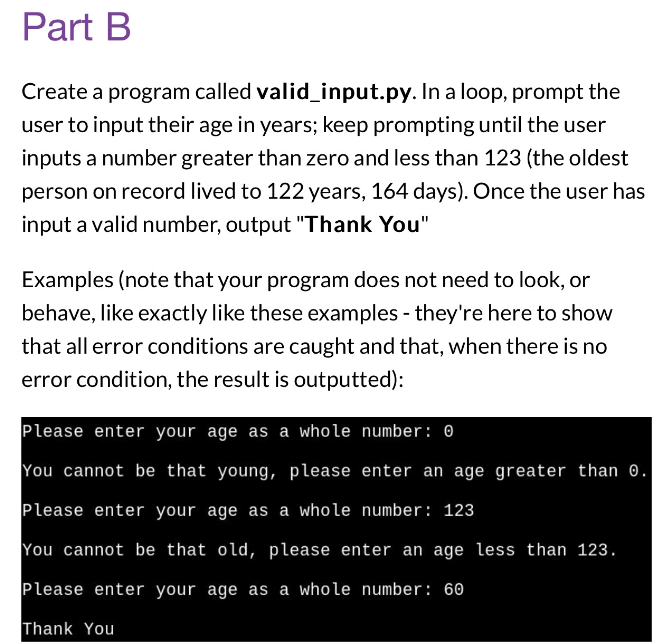 Part B
Create a program called valid_input.py. In a loop, prompt the
user to input their age in years; keep prompting until the user
inputs a number greater than zero and less than 123 (the oldest
person on record lived to 122 years, 164 days). Once the user has
input a valid number, output "Thank You"
Examples (note that your program does not need to look, or
behave, like exactly like these examples - they're here to show
that all error conditions are caught and that, when there is no
error condition, the result is outputted):
Please enter your age as a whole number: 0
You cannot be that young, please enter an age greater than 0.
Please enter your age as a whole number: 123
You cannot be that old, please enter an age less than 123.
Please enter your age as a whole number: 60
Thank You